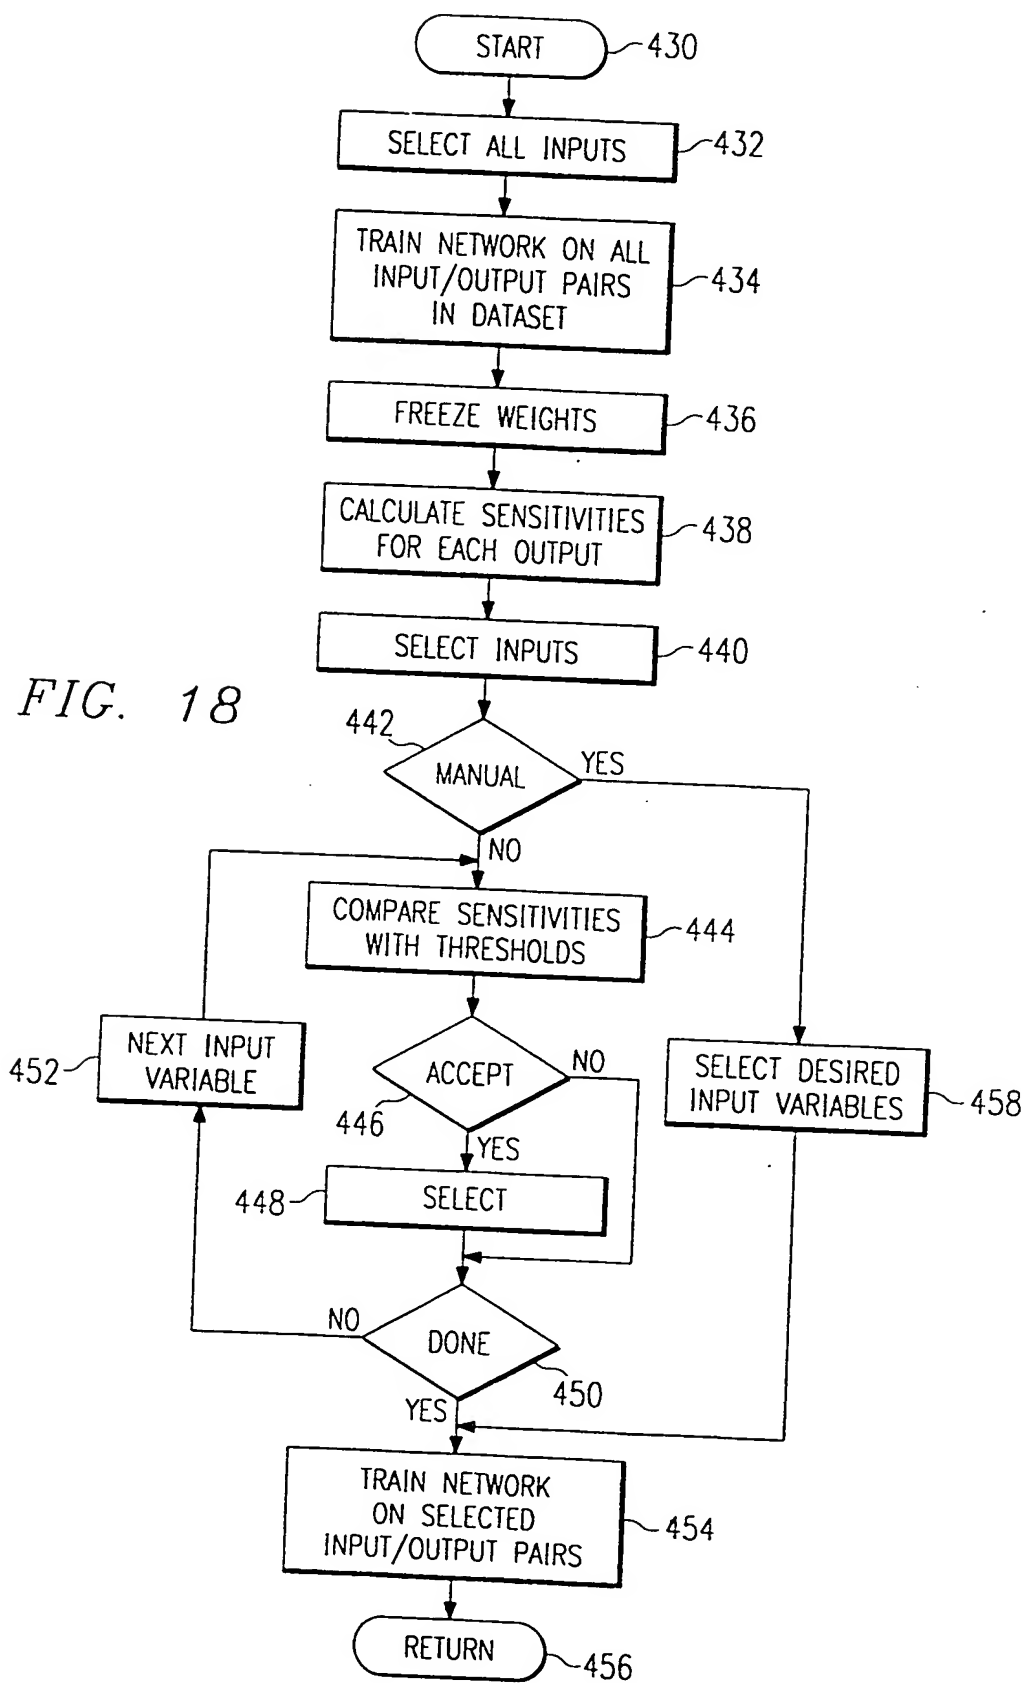 START
430
SELECT ALL INPUTS
432
TRAIN NETWORK ON ALL
INPUT/OUTPUT PAIRS
IN DATASET
434
FREEZE WEIGHTS
436
CALCULATE SENSITIVITIES
FOR EACH OUTPUT
438
SELECT INPUTS
440
FIG. 18
442
MANUAL
YES
NO
COMPARE SENSITIVITIES
WITH THRESHOLDS
444
NEXT INPUT
VARIABLE
452
ACCEPT
NO
446
YES
SELECT DESIRED
INPUT VARIABLES
458
SELECT
448
NO
DONE
450
YES
TRAIN NETWORK
ON SELECTED
INPUT/OUTPUT PAIRS
454
RETURN
456